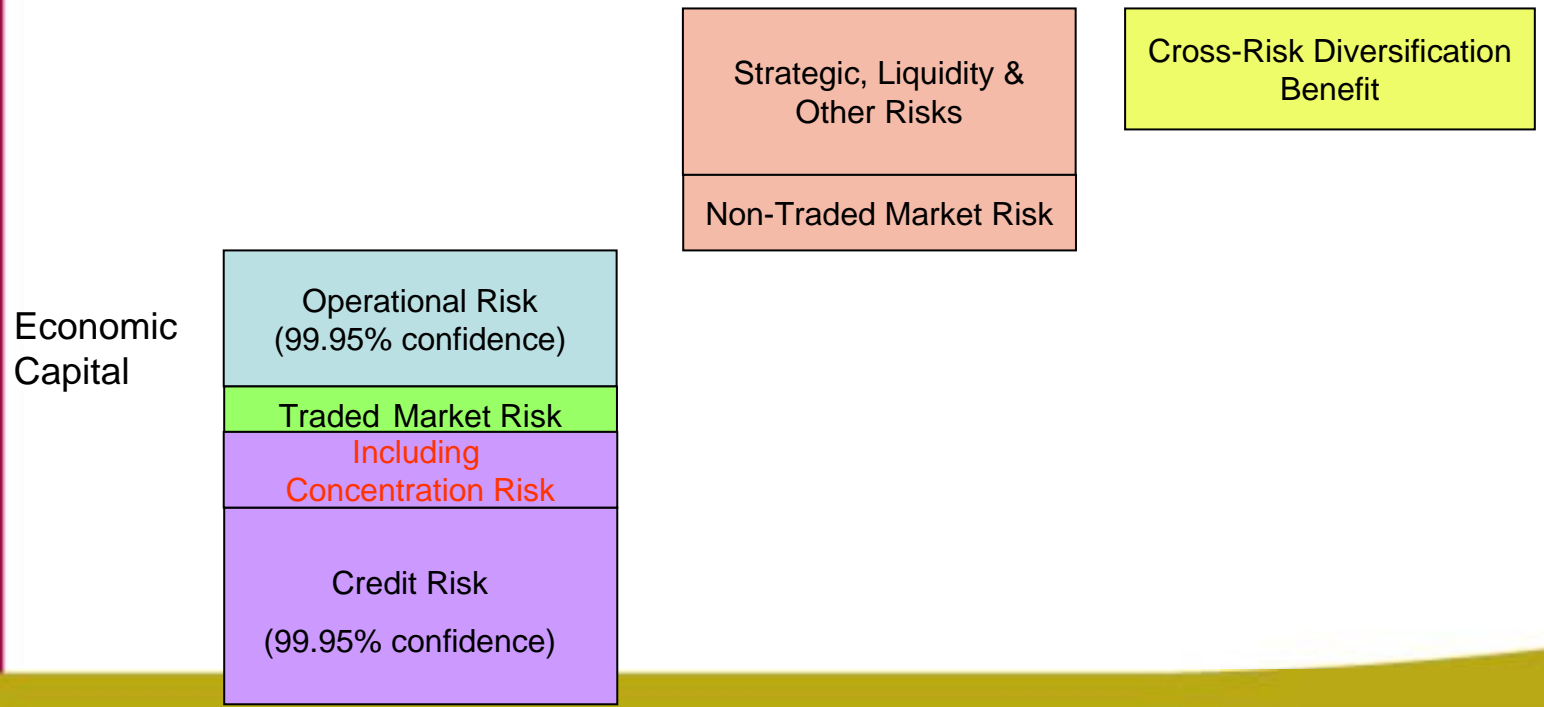 Strategic, Liquidity &
Other Risks
Cross-Risk Diversification
Benefit
Non-Traded Market Risk
Economic
Capital
Operational Risk
(99.95% confidence)
Traded Market Risk
Including
Concentration Risk
Credit Risk
(99.95% confidence)